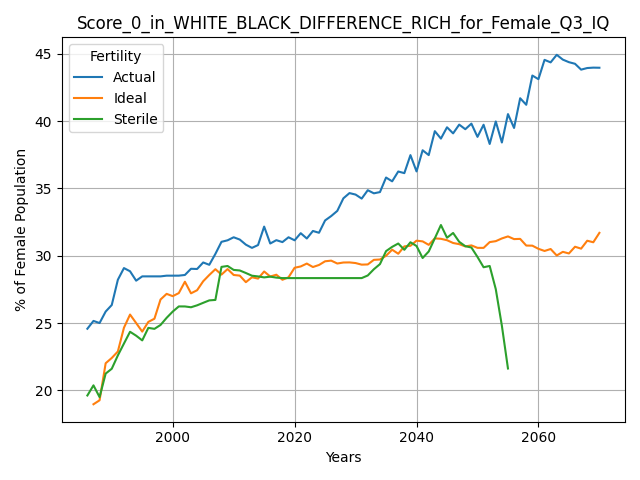 Score_0_in_WHITE_BLACK_DIFFERENCE_RICH_for_Female_Q3_IQ
Fertility
Actual
Ideal
Sterile
% of Female Population
45
40
35
30
25
20
2000
2020
2040
2060
Years